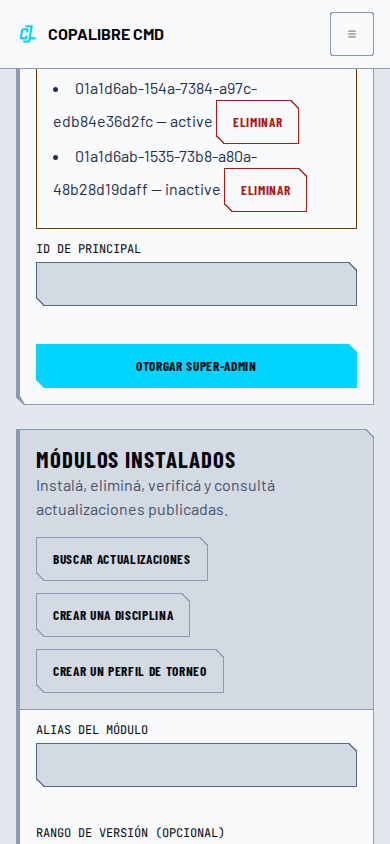 COPALIBRE CMD
01a1d6ab-154a-7384-a97c-
edb84e36d2fc — active ELIMINAR
01a1d6ab-1535-73b8-a80a-
48b28d19daff — inactive ELIMINAR
ID DE PRINCIPAL
OTORGAR SUPER-ADMIN
MÓDULOS INSTALADOS
Instalá, eliminá, verificá y consultá
actualizaciones publicadas.
BUSCAR ACTUALIZACIONES
CREAR UNA DISCIPLINA
CREAR UN PERFIL DE TORNEO
ALIAS DEL MÓDULO
RANGO DE VERSIÓN (OPCIONAL)